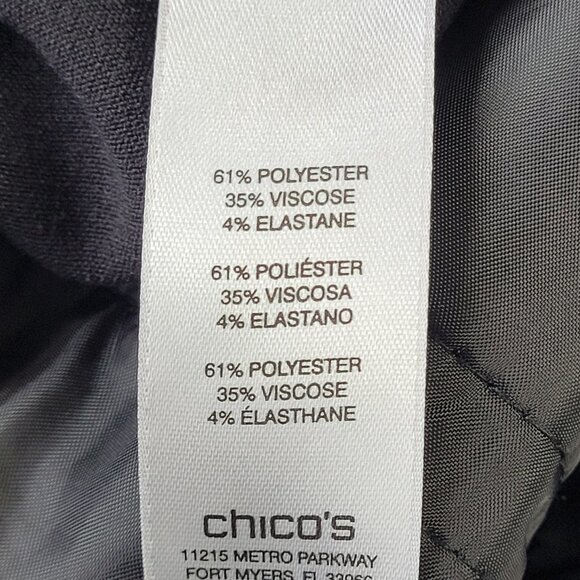 61% POLYESTER
35% VISCOSE
4% ELASTANE
61% POLIÉSTER
35% VISCOSA
4% ELASTANO
61% POLYESTER
35% VISCOSE
4% ÉLASTHANE
chico's
11215 METRO PARKWAY
FORT MYERS, FL 33966